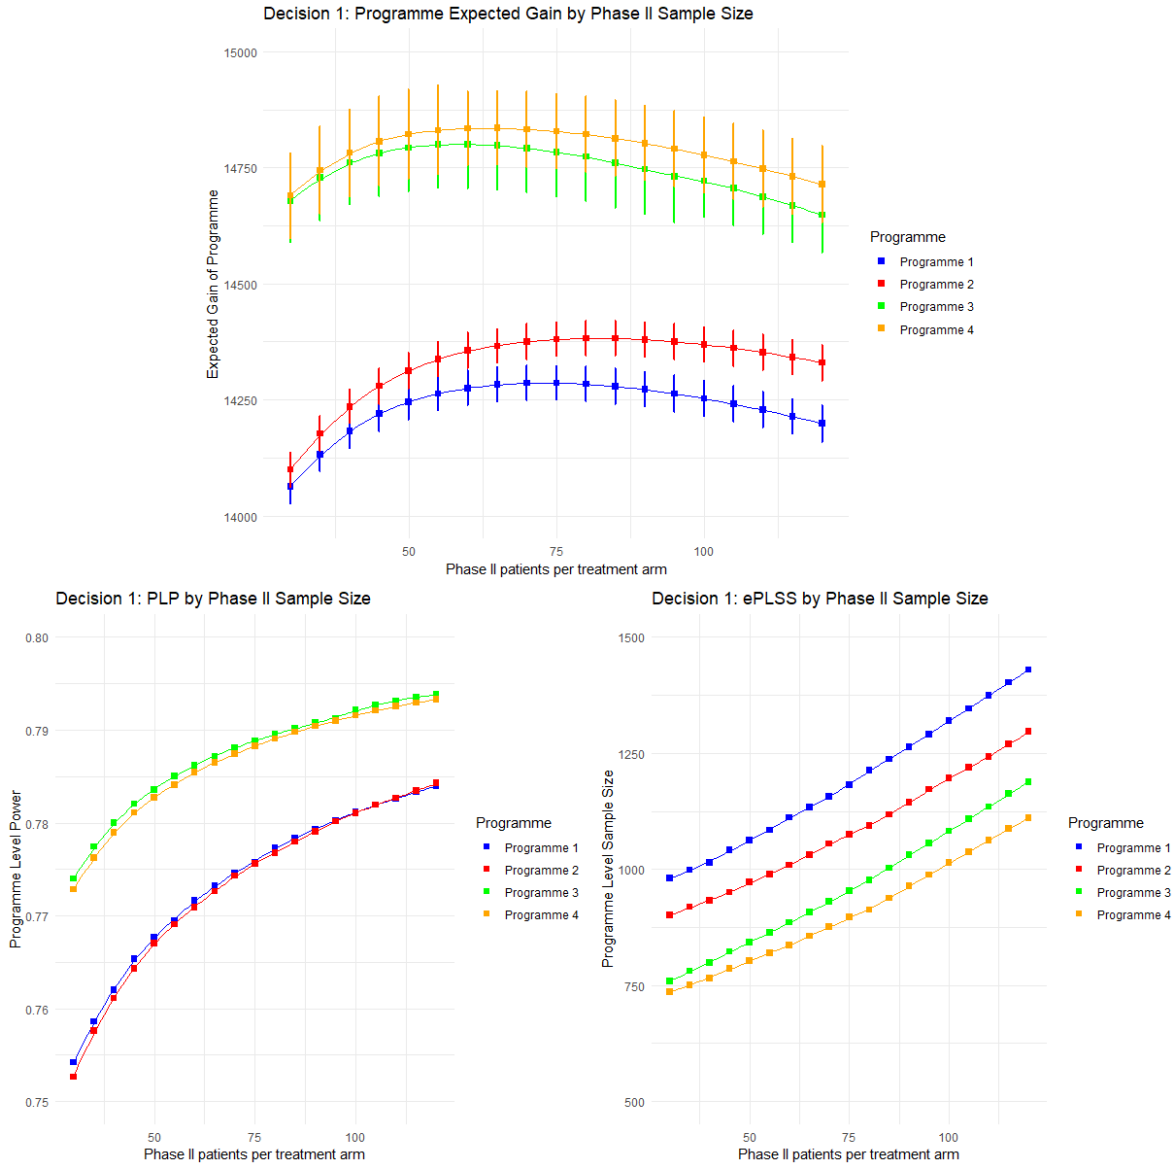 Decision 1: Programme Expected Gain by Phase II Sample Size
15000
14750
14500
14250
14000
Expected Gain of Programme
50
75
100
Phase II patients per treatment arm
Programme
Programme 1
Programme 2
Programme 3
Programme 4
Decision 1: PLP by Phase II Sample Size
0.80
0.79
0.78
0.77
0.76
0.75
Programme Level Power
50
75
100
Phase II patients per treatment arm
Programme
Programme 1
Programme 2
Programme 3
Programme 4
Decision 1: ePLSS by Phase II Sample Size
1500
1250
1000
750
500
Programme Level Sample Size
50
75
100
Phase II patients per treatment arm
Programme
Programme 1
Programme 2
Programme 3
Programme 4